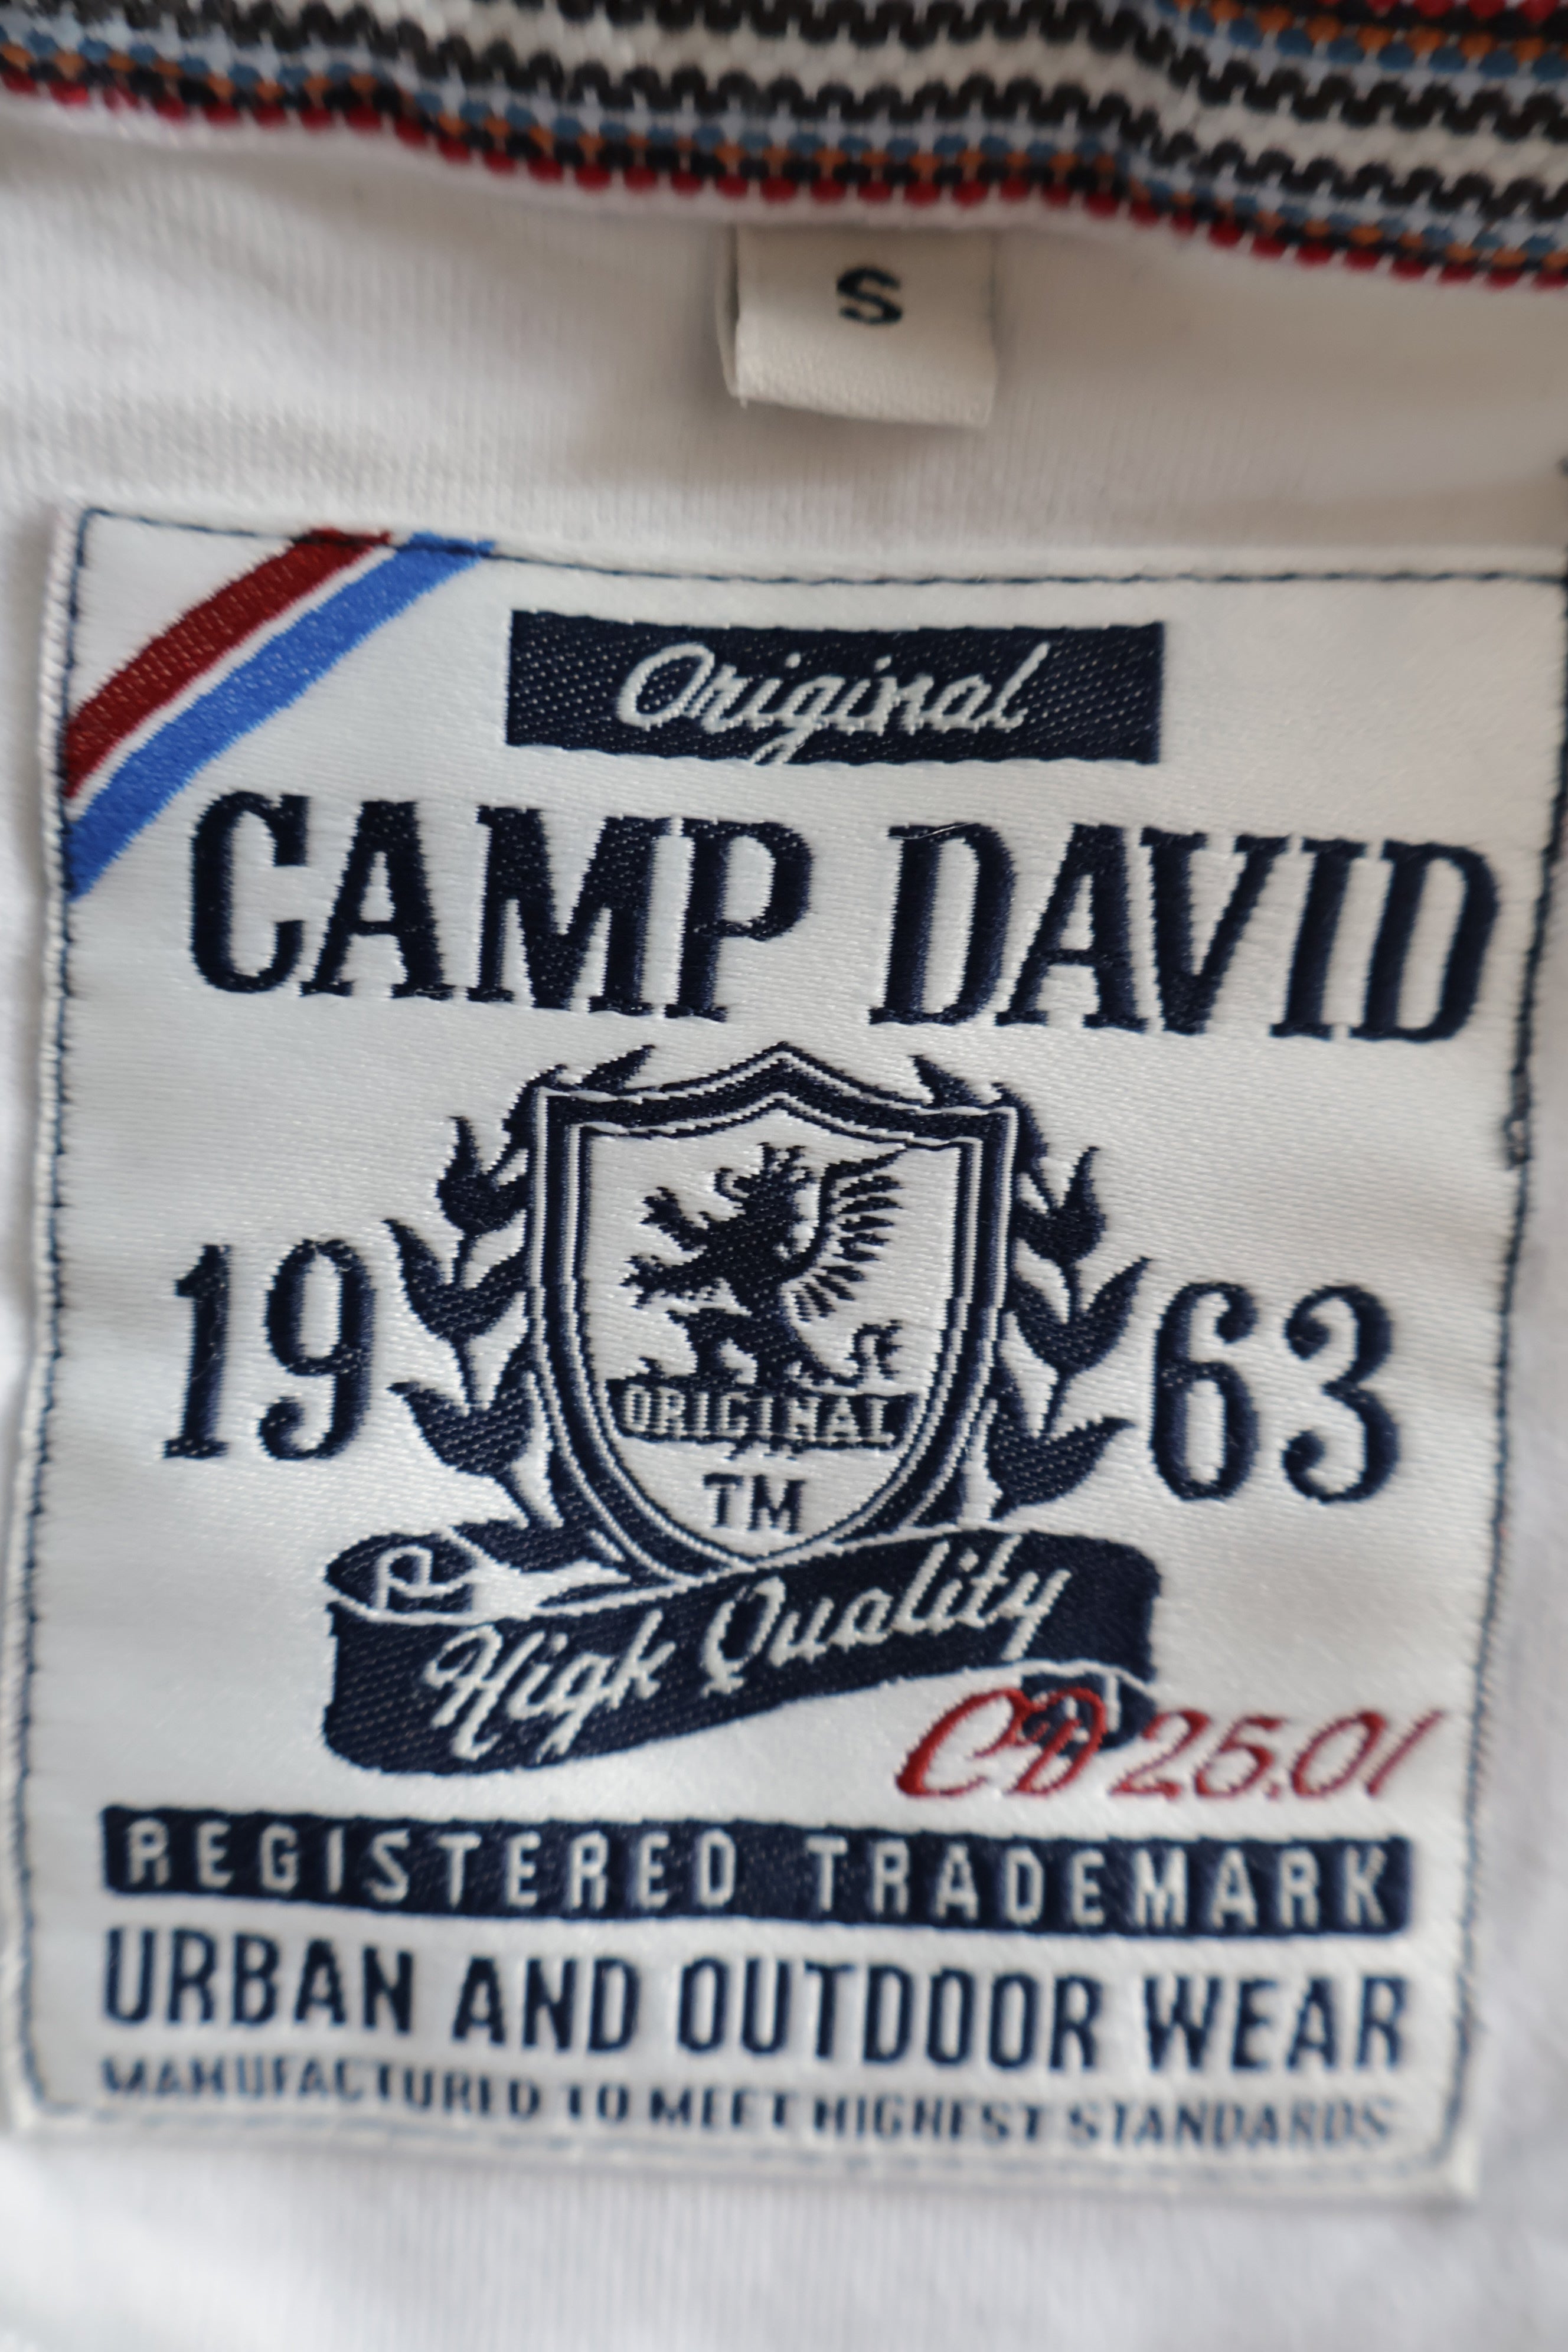 S
Original
CAMP DAVID
19 63
ORIGINAL
TM
R
High Quality
CD 25.01
REGISTERED TRADEMARK
URBAN AND OUTDOOR WEAR
MANUFACTURED TO MEET HIGHEST STANDARDS